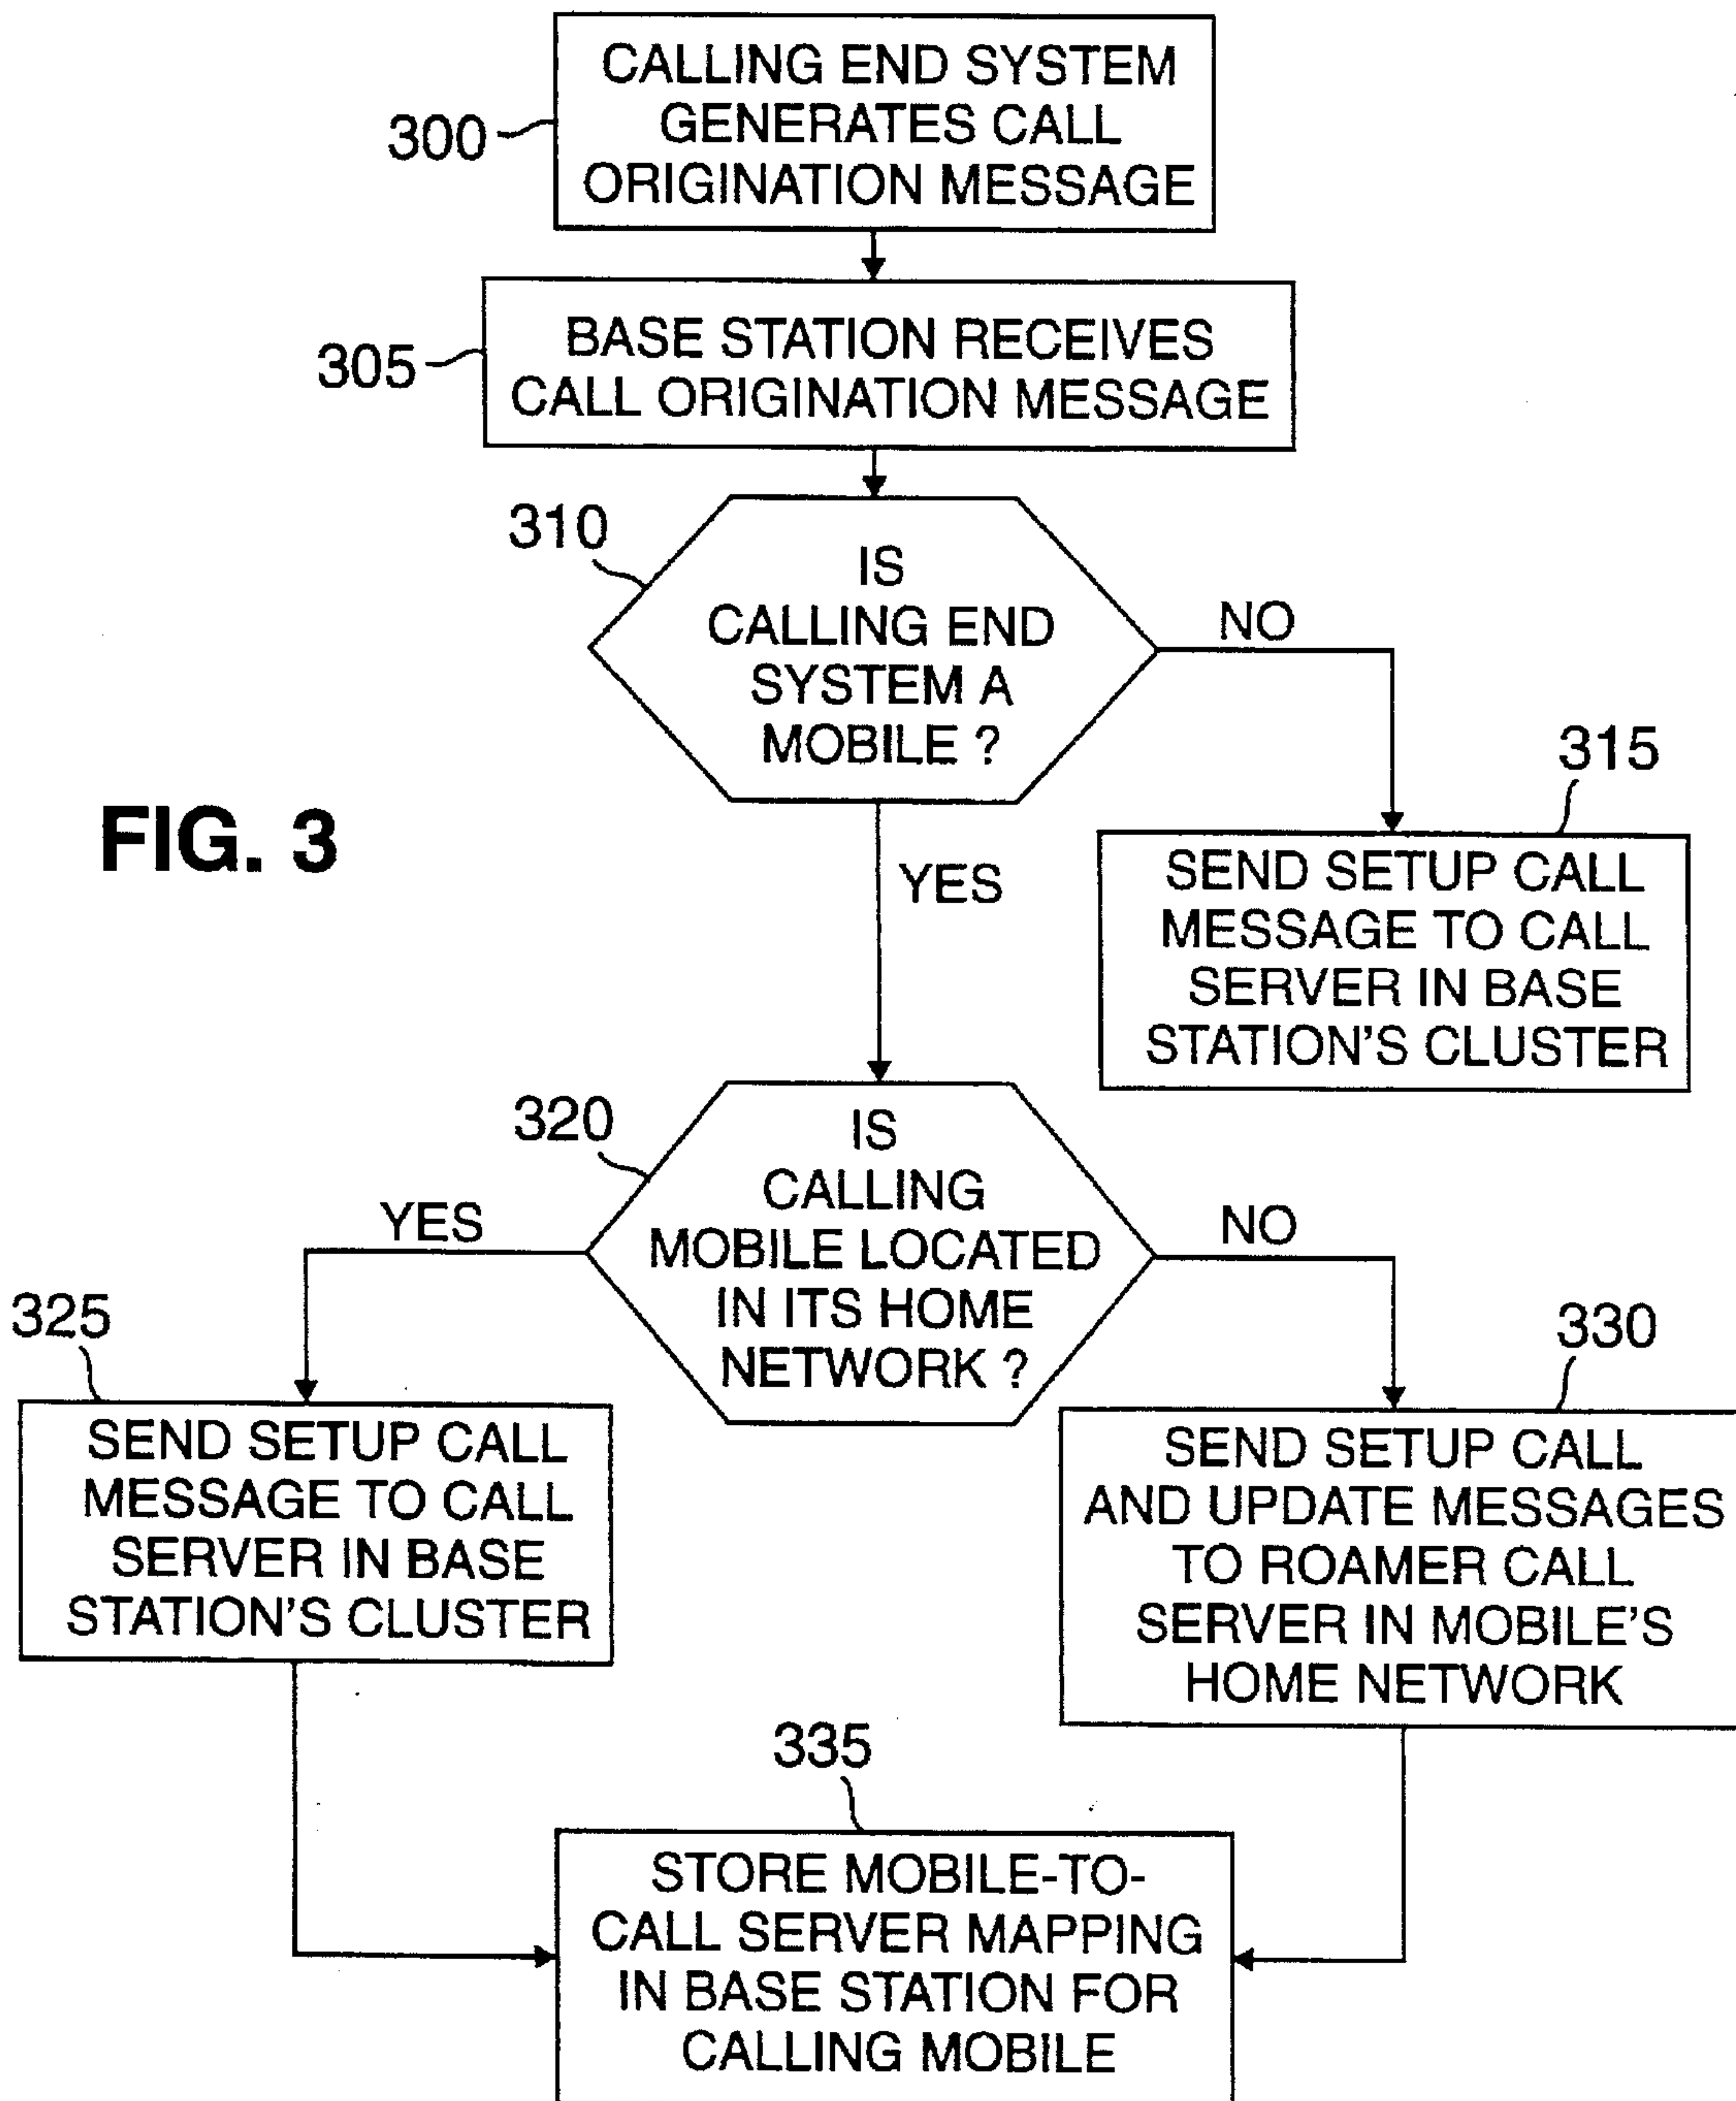 CALLING END SYSTEM
GENERATES CALL
ORIGINATION MESSAGE
300
BASE STATION RECEIVES
CALL ORIGINATION MESSAGE
305
310
IS
CALLING END
SYSTEM A
MOBILE ?
NO
315
SEND SETUP CALL
MESSAGE TO CALL
SERVER IN BASE
STATION'S CLUSTER
FIG. 3
YES
320
IS
CALLING
MOBILE LOCATED
IN ITS HOME
NETWORK ?
YES
NO
325
SEND SETUP CALL
MESSAGE TO CALL
SERVER IN BASE
STATION'S CLUSTER
330
SEND SETUP CALL
AND UPDATE MESSAGES
TO ROAMER CALL
SERVER IN MOBILE'S
HOME NETWORK
335
STORE MOBILE-TO-
CALL SERVER MAPPING
IN BASE STATION FOR
CALLING MOBILE